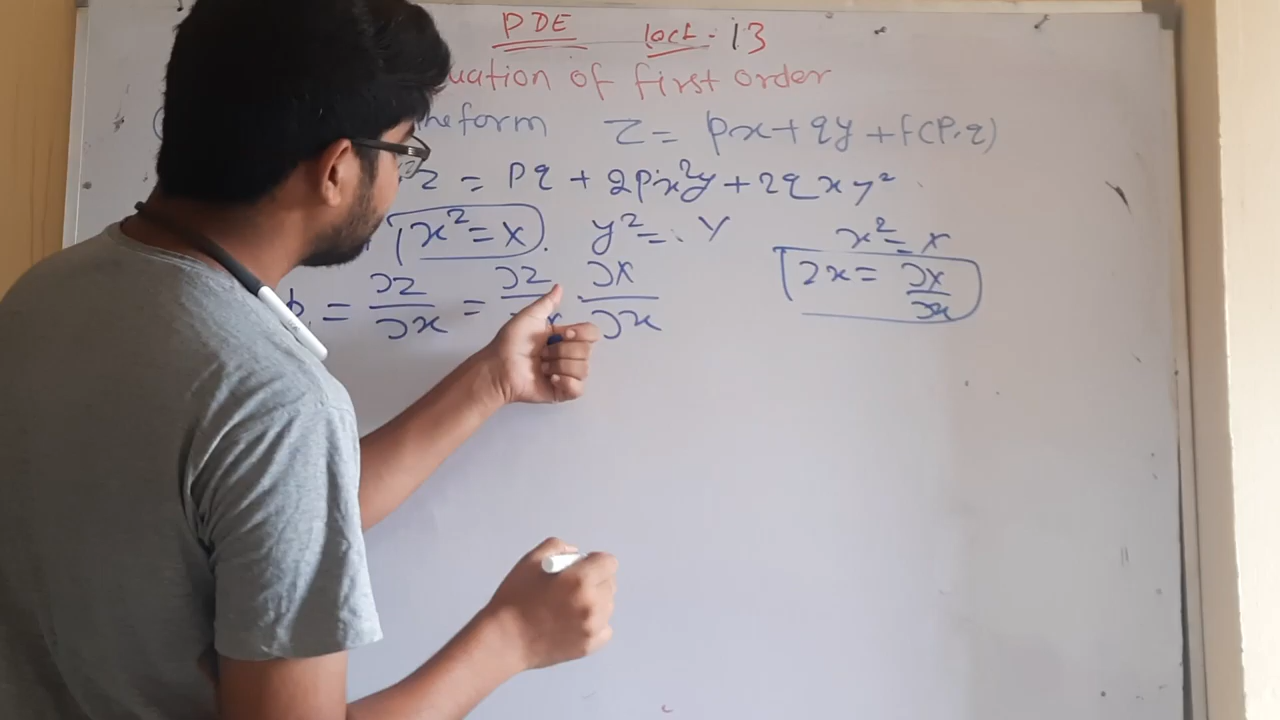 PDE Lect - 13
uation of first order
he form Z = px + qy + f(P,q)
z = pq + 2px²y + 2qxy²
x² = X y² = Y
x² = X
2x = ∂X/∂x
p = ∂z/∂x = ∂z/ ∂X/∂x